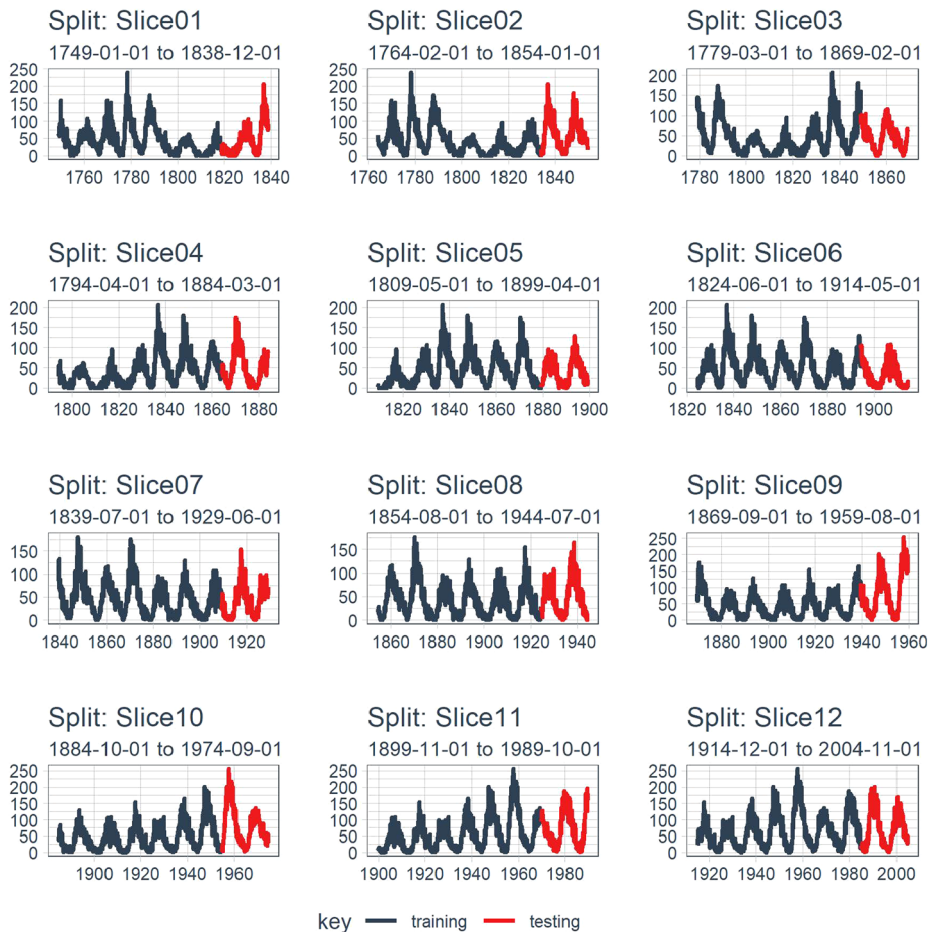 Split: Slice01
1749-01-01 to 1838-12-01
250
200
150
100
50
0
1760 1780 1800 1820 1840
Split: Slice02
1764-02-01 to 1854-01-01
250
200
150
100
50
0
1760 1780 1800 1820 1840
Split: Slice03
1779-03-01 to 1869-02-01
200
150
100
50
0
1780 1800 1820 1840 1860
Split: Slice04
1794-04-01 to 1884-03-01
200
150
100
50
0
1800 1820 1840 1860 1880
Split: Slice05
1809-05-01 to 1899-04-01
200
150
100
50
0
1820 1840 1860 1880 1900
Split: Slice06
1824-06-01 to 1914-05-01
200
150
100
50
0
1820 1840 1860 1880 1900
Split: Slice07
1839-07-01 to 1929-06-01
150
100
50
0
1840 1860 1880 1900 1920
Split: Slice08
1854-08-01 to 1944-07-01
150
100
50
0
1860 1880 1900 1920 1940
Split: Slice09
1869-09-01 to 1959-08-01
250
200
150
100
50
0
1880 1900 1920 1940 1960
Split: Slice10
1884-10-01 to 1974-09-01
250
200
150
100
50
0
1900 1920 1940 1960
Split: Slice11
1899-11-01 to 1989-10-01
250
200
150
100
50
0
1900 1920 1940 1960 1980
Split: Slice12
1914-12-01 to 2004-11-01
250
200
150
100
50
0
1920 1940 1960 1980 2000
key training testing